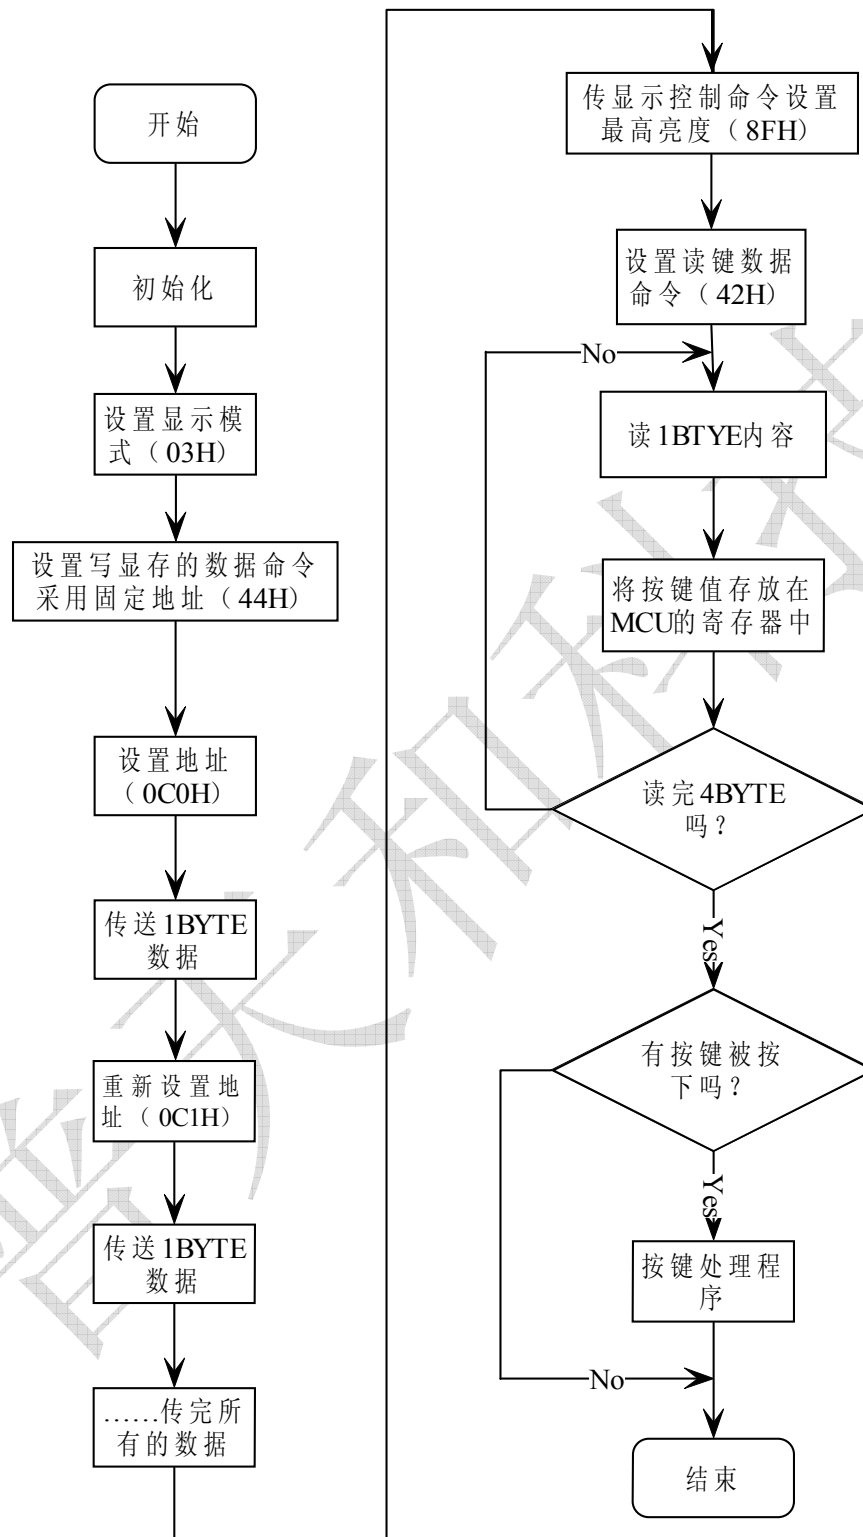 开始
初始化
设置显示模
式（03H）
设置写显存的数据命令
采用固定地址（44H）
设置地址
（0C0H）
传送1BYTE
数据
重新设置地
址（0C1H）
传送1BYTE
数据
……传完所
有的数据
传显示控制命令设置
最高亮度（8FH）
设置读键数据
命令（42H）
No
读1BTYE内容
将按键值存放在
MCU的寄存器中
读完4BYTE
吗？
Yes
有按键被按
下吗？
Yes
按键处理程
序
No
结束
普天和科技